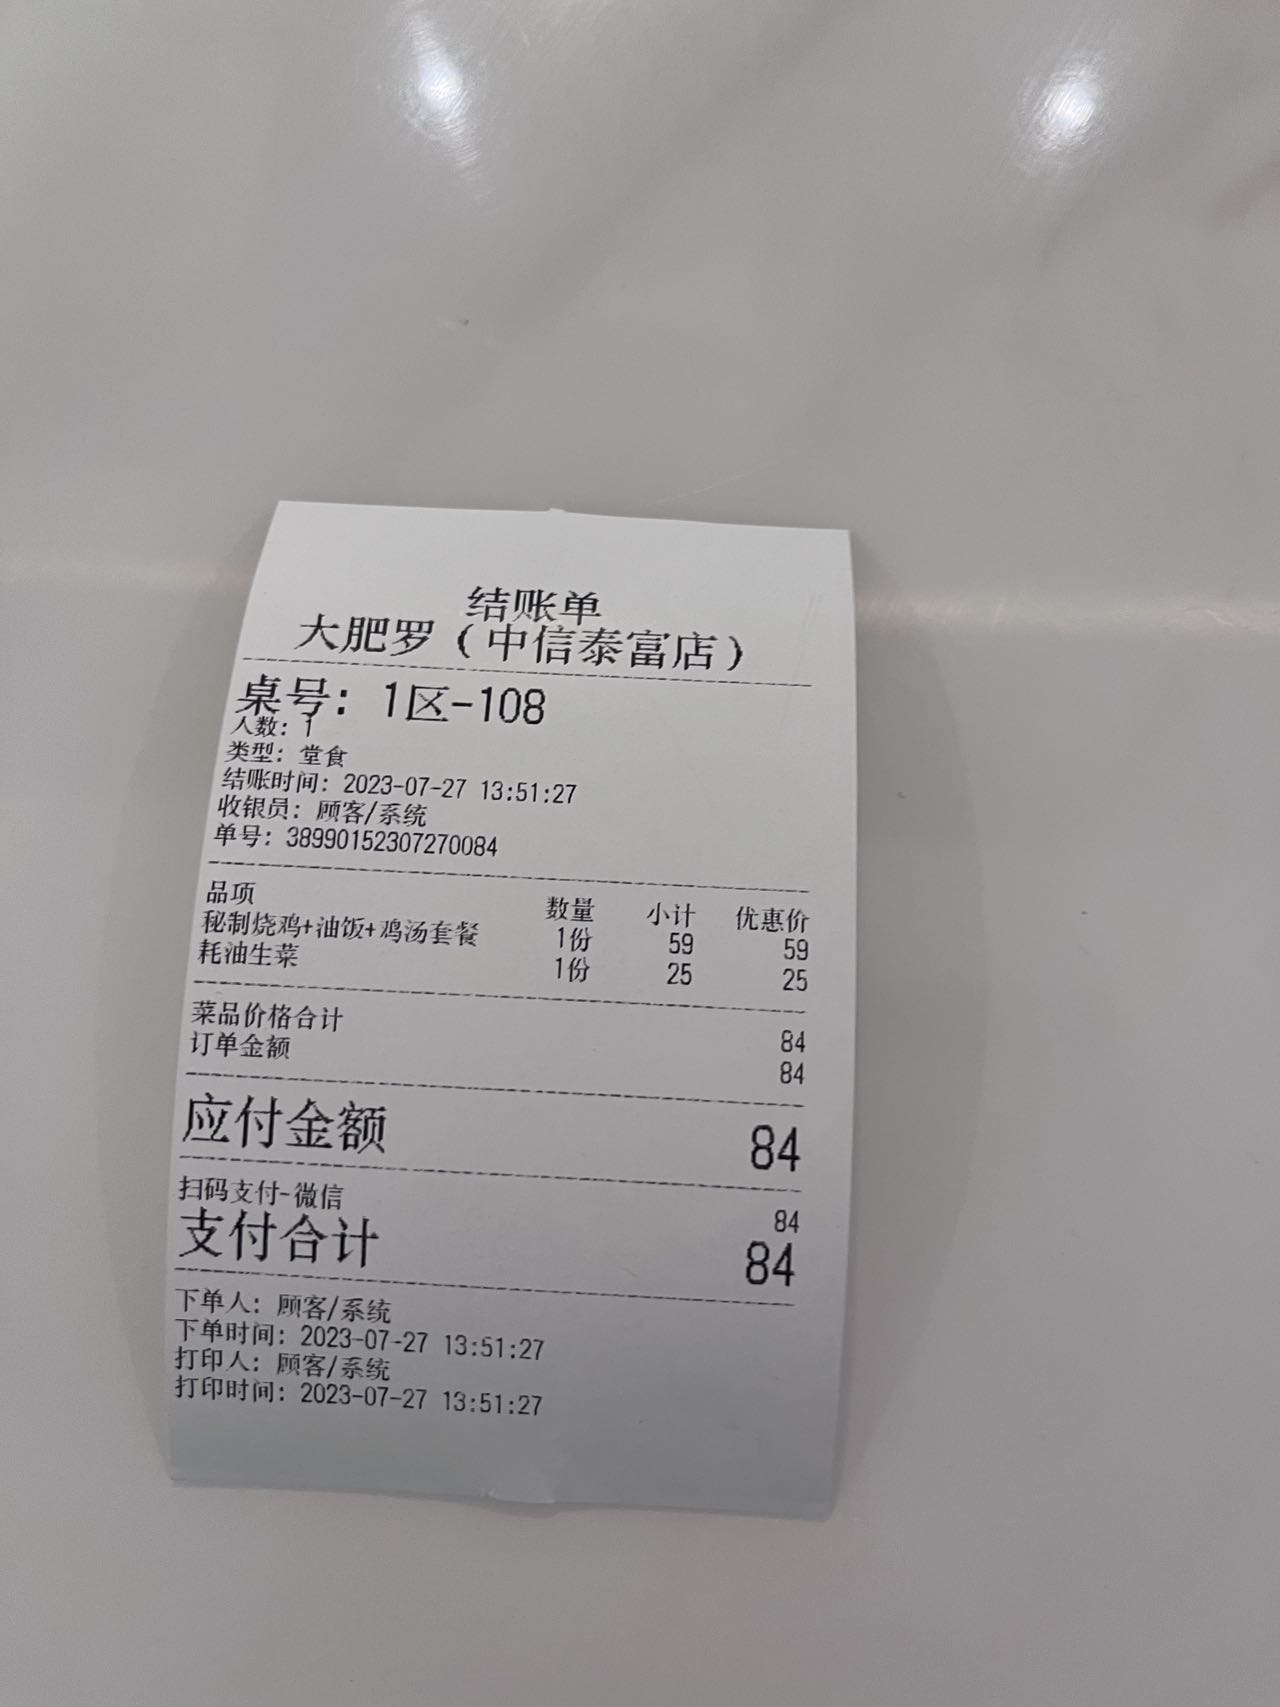 结账单
大肥罗（中信泰富店）
桌号：1区-108
人数：1
类型：堂食
结账时间：2023-07-27 13:51:27
收银员：顾客/系统
单号：38990152307270084
品项 数量 小计 优惠价
秘制烧鸡+油饭+鸡汤套餐 1份 59 59
耗油生菜 1份 25 25
菜品价格合计 84
订单金额 84
应付金额 84
扫码支付-微信 84
支付合计 84
下单人：顾客/系统
下单时间：2023-07-27 13:51:27
打印人：顾客/系统
打印时间：2023-07-27 13:51:27